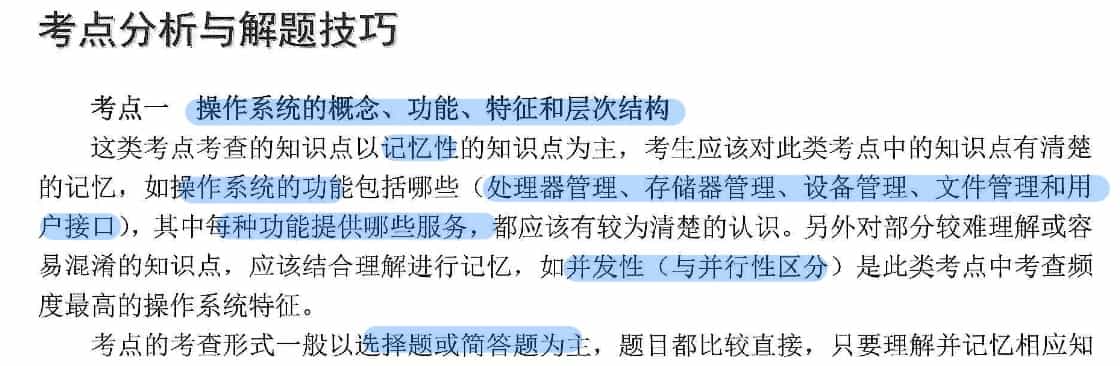 考点分析与解题技巧
考点一 操作系统的概念、功能、特征和层次结构
这类考点考查的知识点以记忆性的知识点为主，考生应该对此类考点中的知识点有清楚
的记忆，如操作系统的功能包括哪些（处理器管理、存储器管理、设备管理、文件管理和用
户接口），其中每种功能提供哪些服务，都应该有较为清楚的认识。另外对部分较难理解或容
易混淆的知识点，应该结合理解进行记忆，如并发性（与并行性区分）是此类考点中考查频
度最高的操作系统特征。
考点的考查形式一般以选择题或简答题为主，题目都比较直接，只要理解并记忆相应知